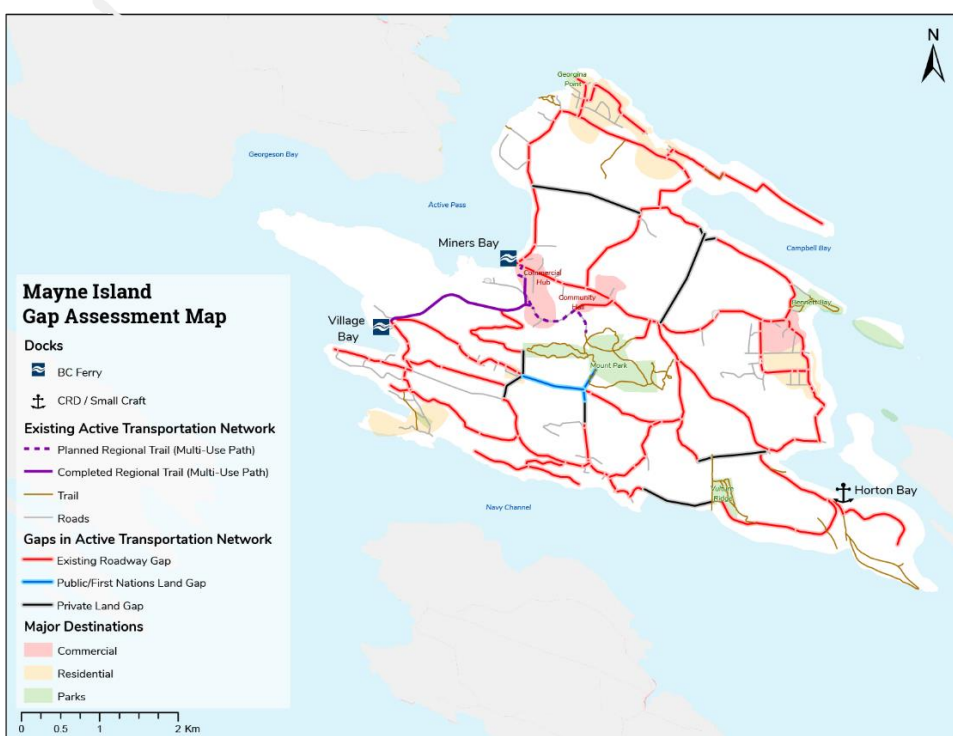 N
Georgina
Point
Georgeson Bay
Active Pass
Miners Bay
Campbell Bay
Commercial
Hub
Community
Hub
Bennett Bay
Village
Bay
Mount Park
Vulture
Ridge
Horton Bay
Navy Channel
Mayne Island
Gap Assessment Map
Docks
BC Ferry
CRD / Small Craft
Existing Active Transportation Network
Planned Regional Trail (Multi-Use Path)
Completed Regional Trail (Multi-Use Path)
Trail
Roads
Gaps in Active Transportation Network
Existing Roadway Gap
Public/First Nations Land Gap
Private Land Gap
Major Destinations
Commercial
Residential
Parks
0 0.5 1 2 Km